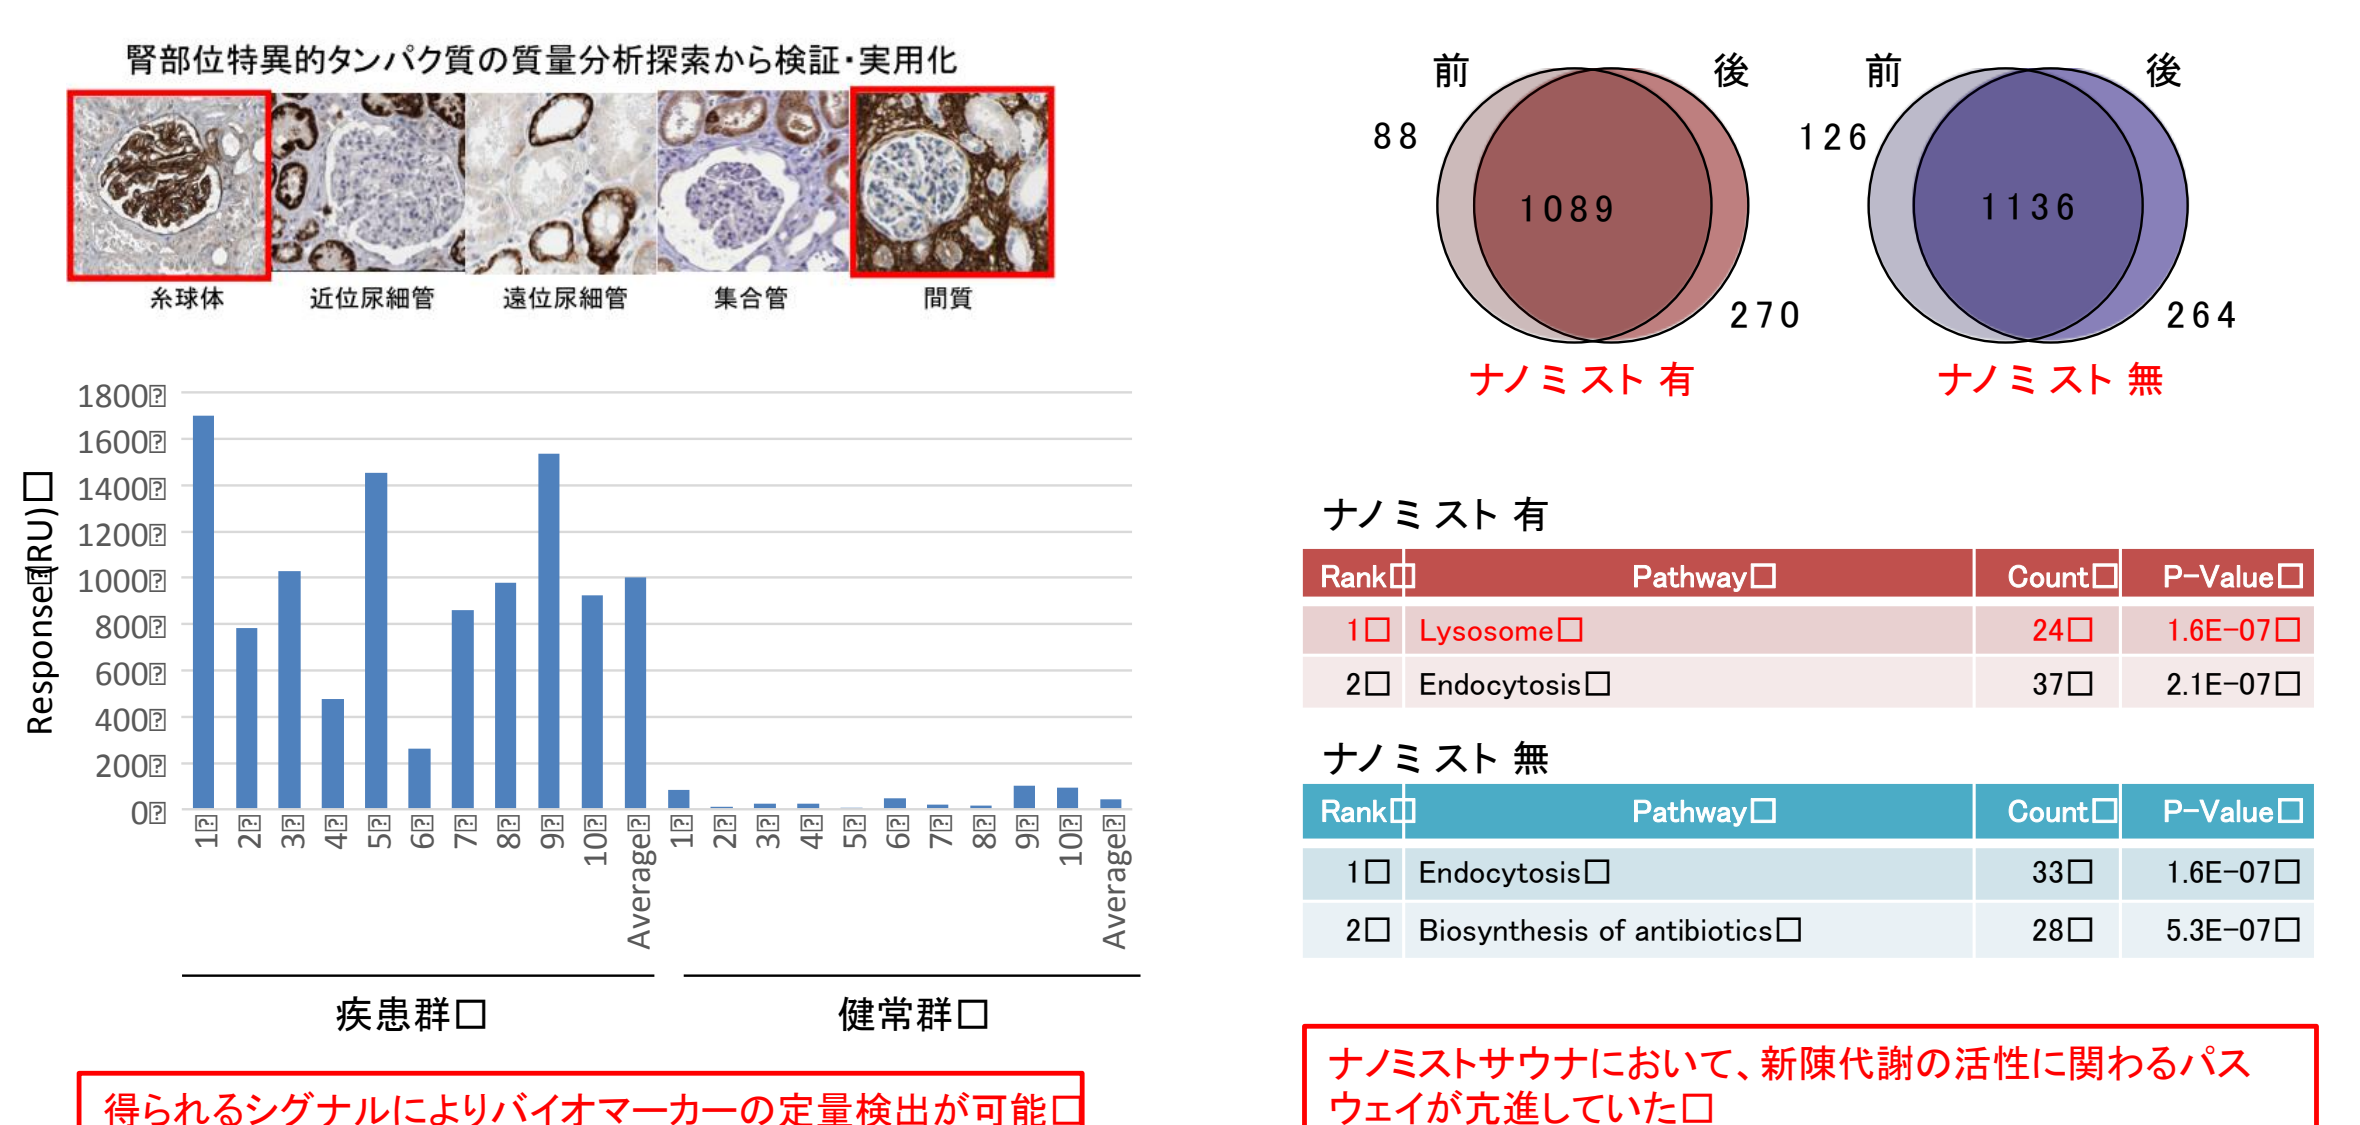 腎部位特異的タンパク質の質量分析探索から検証・実用化
糸球体
近位尿細管
遠位尿細管
集合管
間質
Response(RU)
1800
1600
1400
1200
1000
800
600
400
200
0
1
2
3
4
5
6
7
8
9
10
Average
1
2
3
4
5
6
7
8
9
10
Average
疾患群
健常群
得られるシグナルによりバイオマーカーの定量検出が可能
前
後
88
1089
270
ナノミスト 有
前
後
126
1136
264
ナノミスト 無
ナノミスト 有
Rank Pathway Count P-Value
1 Lysosome 24 1.6E-07
2 Endocytosis 37 2.1E-07
ナノミスト 無
Rank Pathway Count P-Value
1 Endocytosis 33 1.6E-07
2 Biosynthesis of antibiotics 28 5.3E-07
ナノミストサウナにおいて、新陳代謝の活性に関わるパス
ウェイが亢進していた